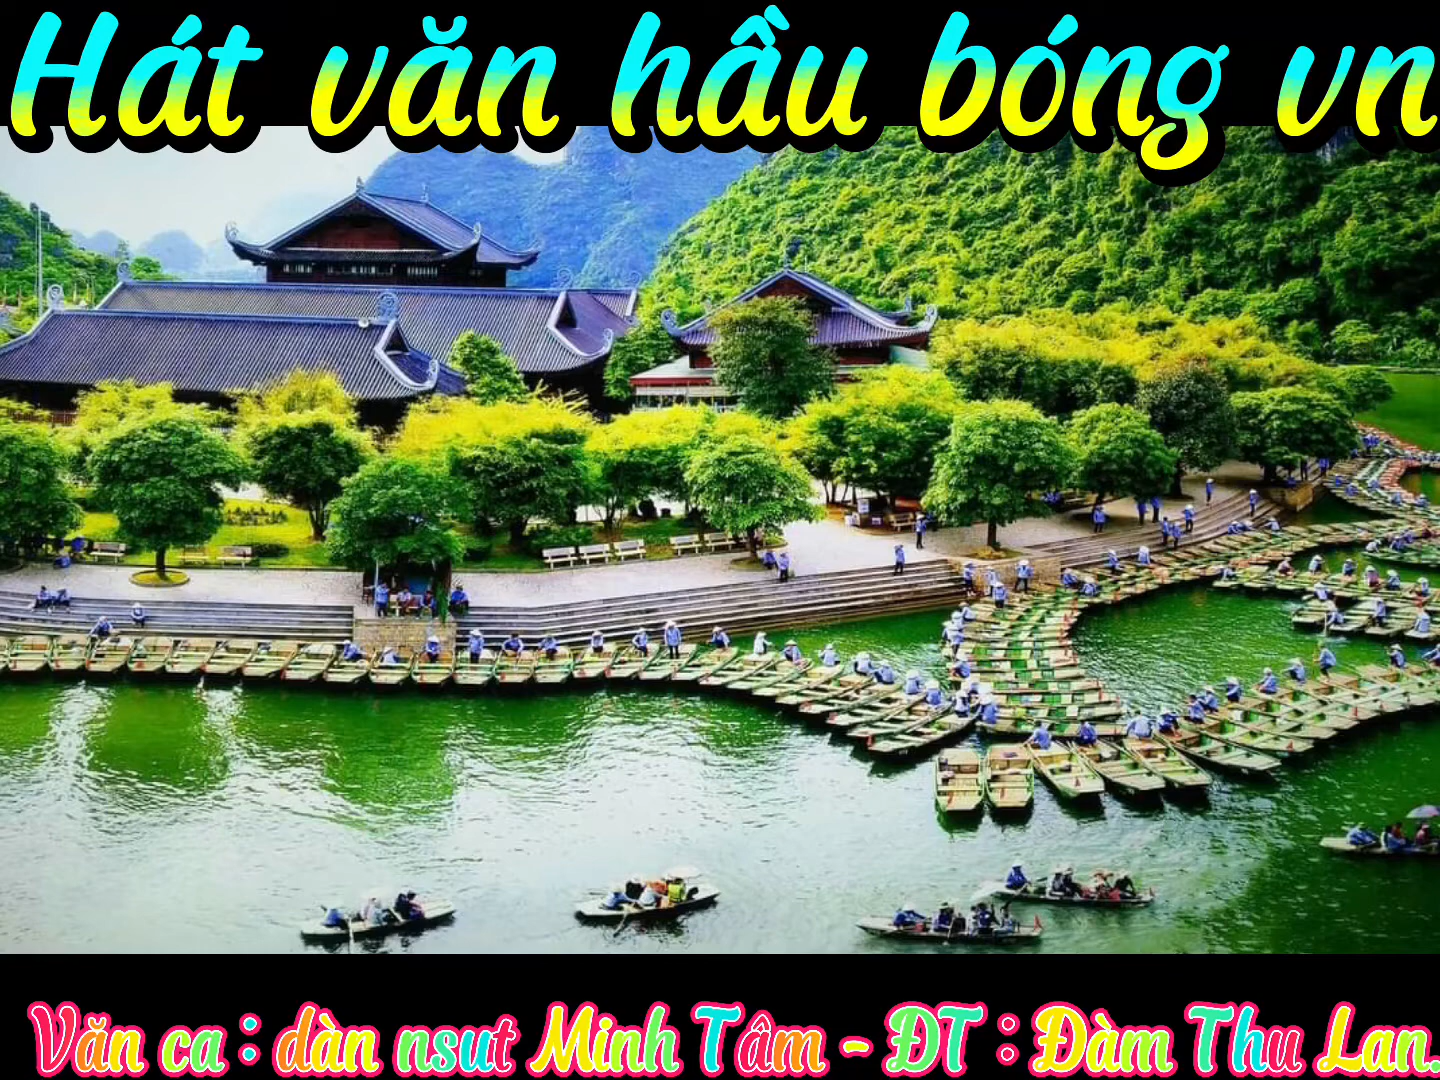 Hát văn hầu bóng vn
Văn ca : dàn nsut Minh Tâm - ĐT : Đàm Thu Lan.